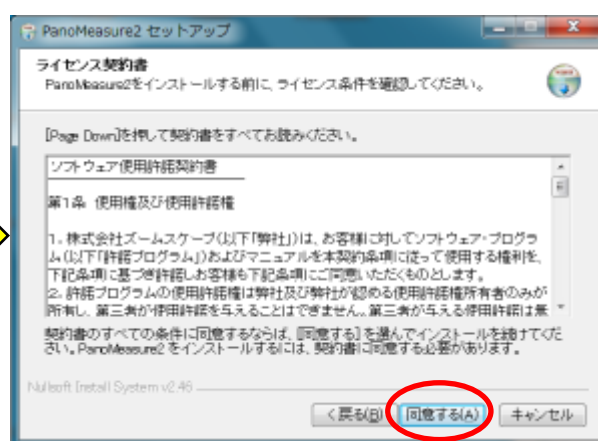 PanoMeasure2 セットアップ
ライセンス契約書
PanoMeasure2をインストールする前に、ライセンス条件を確認してください。
[Page Down]を押して契約書をすべてお読みください。
ソフトウェア使用許諾契約書
第1条 使用権及び使用許諾権
1. 株式会社ズームスケープ(以下「弊社」)は、お客様に対してソフトウェア・プログラ
ム(以下「許諾プログラム」)およびマニュアルを本契約条項に従って使用する権利を、
下記条項に基づき許諾しお客様も下記条項にご同意いただくものとします。
2. 許諾プログラムの使用許諾権は弊社及び弊社が認める使用許諾権所有者のみが
所有し、第三者が使用許諾を与えることはできません。第三者が与える使用許諾は無
契約書のすべての条件に同意するならば、[同意する]を選んでインストールを続けてくだ
さい。PanoMeasure2 をインストールするには、契約書に同意する必要があります。
Nullsoft Install System v2.46
<戻る(B) 同意する(A) キャンセル